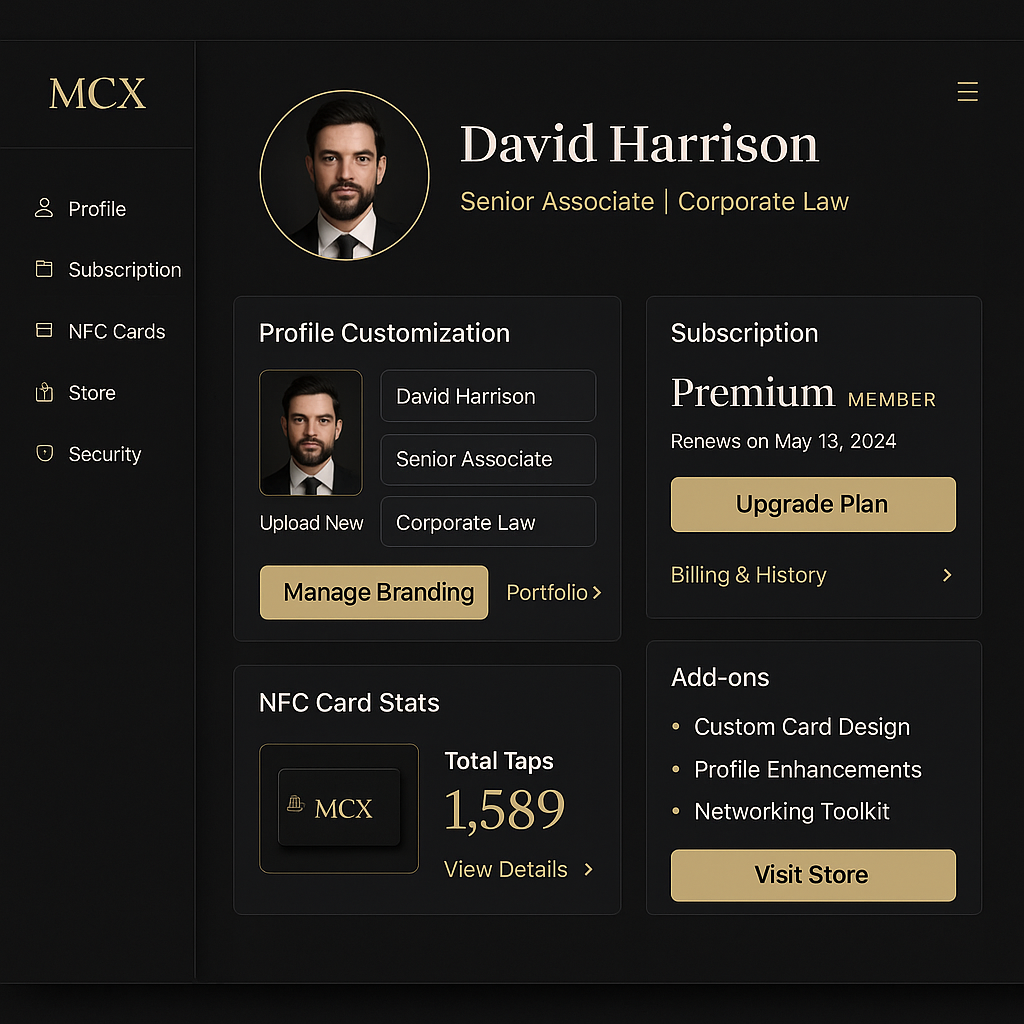 MCX
Profile
Subscription
NFC Cards
Store
Security
David Harrison
Senior Associate | Corporate Law
Profile Customization
David Harrison
Senior Associate
Corporate Law
Upload New
Manage Branding
Portfolio
Subscription
Premium MEMBER
Renews on May 13, 2024
Upgrade Plan
Billing & History
NFC Card Stats
MCX
Total Taps
1,589
View Details
Add-ons
Custom Card Design
Profile Enhancements
Networking Toolkit
Visit Store